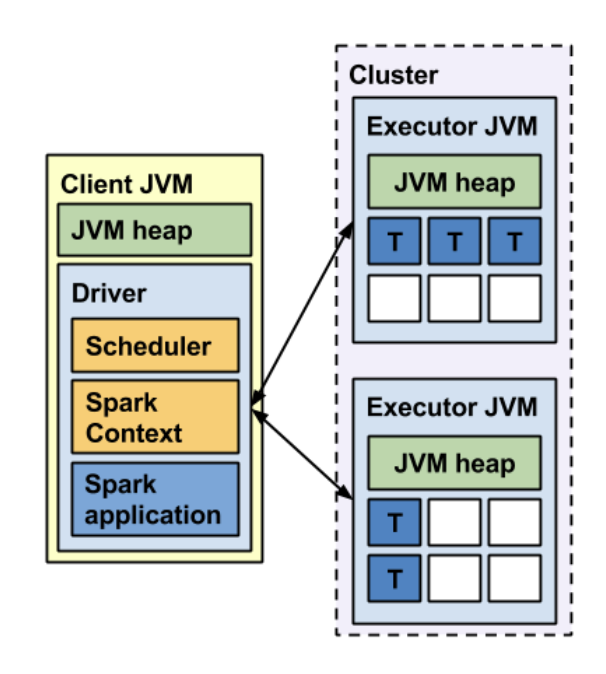 Client JVM
JVM heap
Driver
Scheduler
Spark
Context
Spark
application
Cluster
Executor JVM
JVM heap
T T T
Executor JVM
JVM heap
T
T